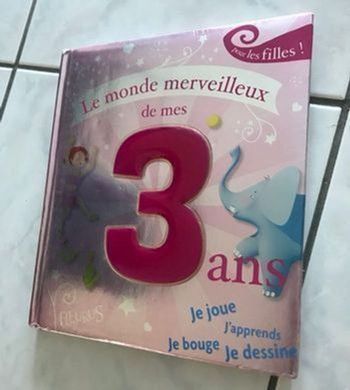 pour les filles !
Le monde merveilleux
de mes
3
ans
Je joue
J'apprends
Je bouge Je dessine
FLEURUS